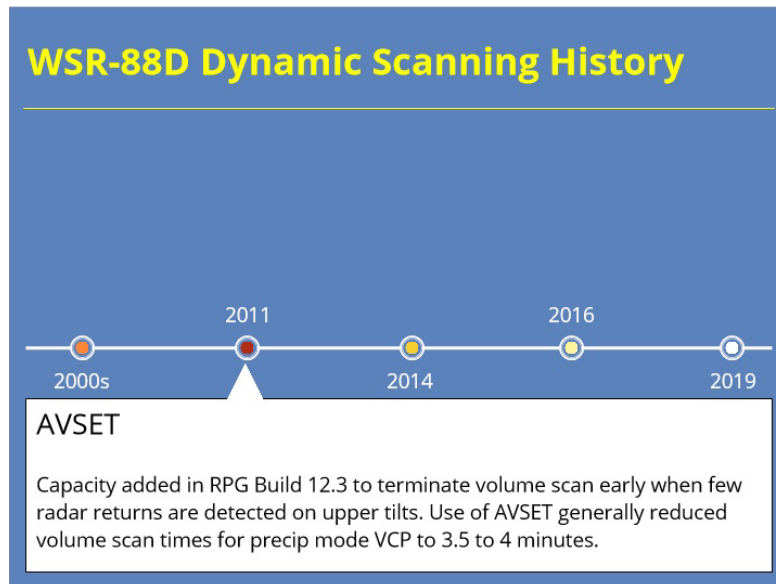 WSR-88D Dynamic Scanning History
2011
2016
2000s
2014
2019
AVSET
Capacity added in RPG Build 12.3 to terminate volume scan early when few
radar returns are detected on upper tilts. Use of AVSET generally reduced
volume scan times for precip mode VCP to 3.5 to 4 minutes.